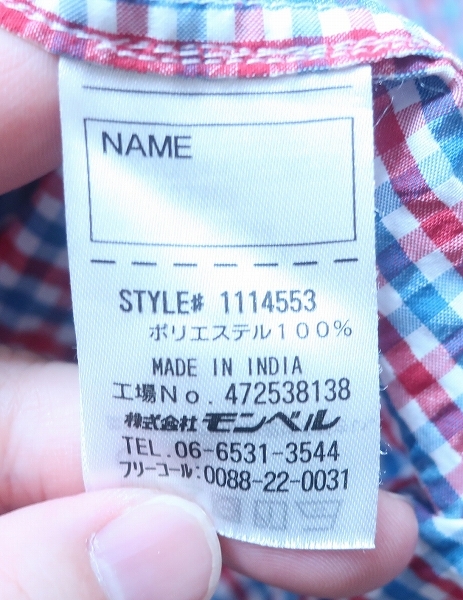 NAME
STYLE# 1114553
ポリエステル100%
MADE IN INDIA
工場No. 472538138
株式会社モンベル
TEL.06-6531-3544
フリーコール:0088-22-0031